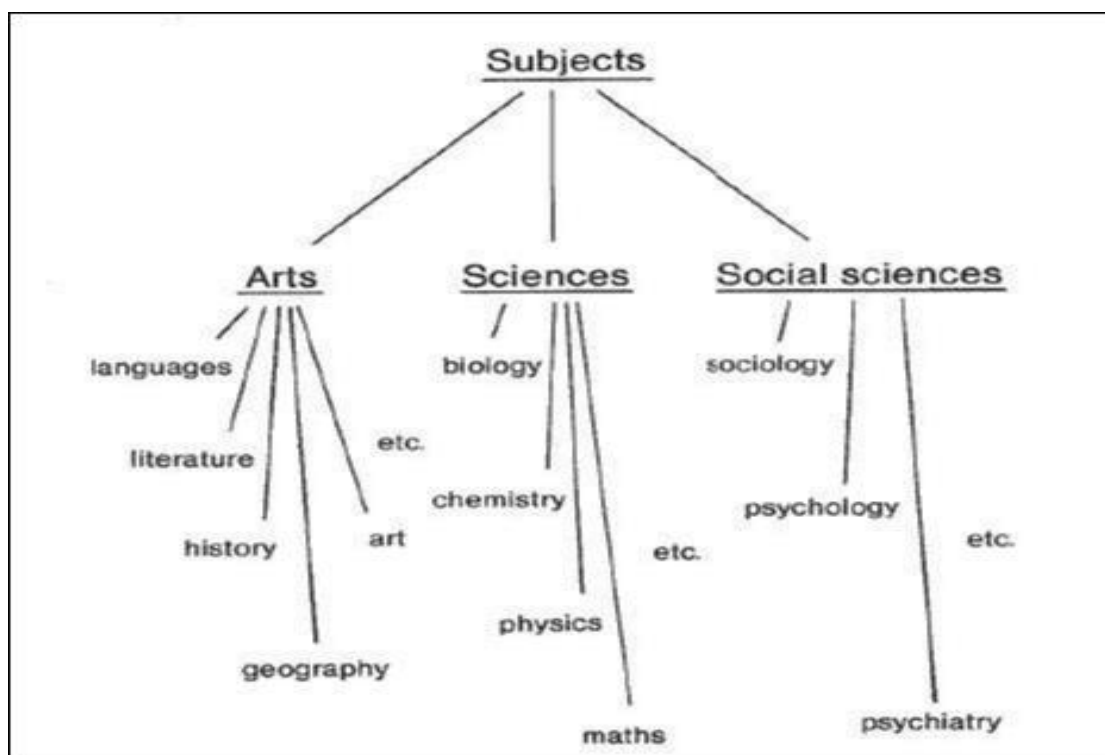 Subjects
Arts
Sciences
Social sciences
languages
biology
sociology
literature
etc.
chemistry
psychology
history
art
etc.
etc.
physics
geography
maths
psychiatry